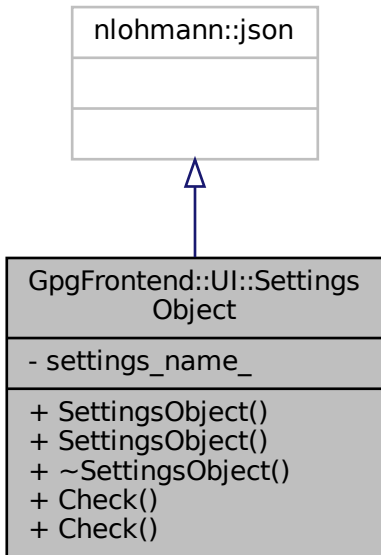 nlohmann::json
GpgFrontend::UI::Settings
Object
- settings_name_
+ SettingsObject()
+ SettingsObject()
+ ~SettingsObject()
+ Check()
+ Check()